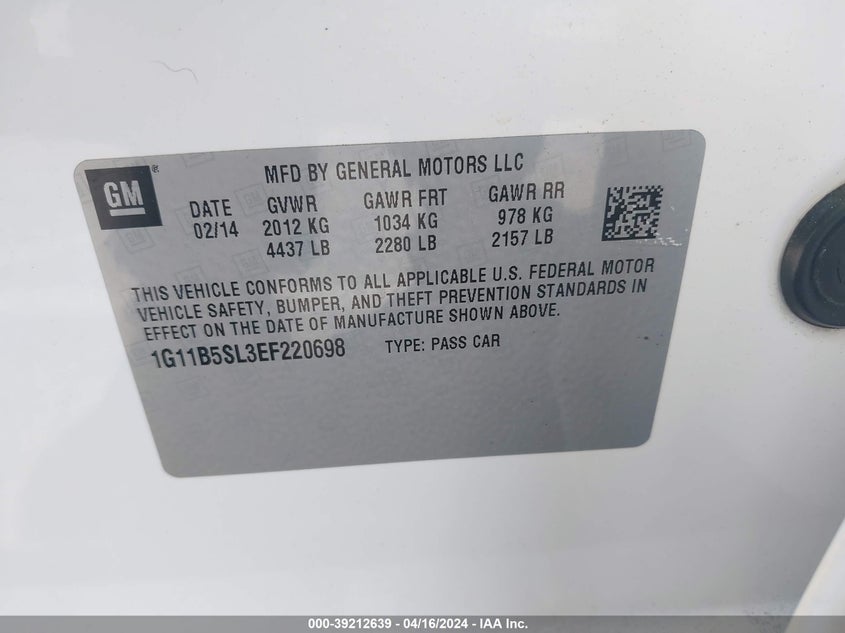 GM
®
MFD BY GENERAL MOTORS LLC
DATE GVWR GAWR FRT GAWR RR
02/14 2012 KG 1034 KG 978 KG
4437 LB 2280 LB 2157 LB
THIS VEHICLE CONFORMS TO ALL APPLICABLE U.S. FEDERAL MOTOR
VEHICLE SAFETY, BUMPER, AND THEFT PREVENTION STANDARDS IN
EFFECT ON THE DATE OF MANUFACTURE SHOWN ABOVE.
1G11B5SL3EF220698 TYPE: PASS CAR
000-39212639 - 04/16/2024 - IAA, Inc.